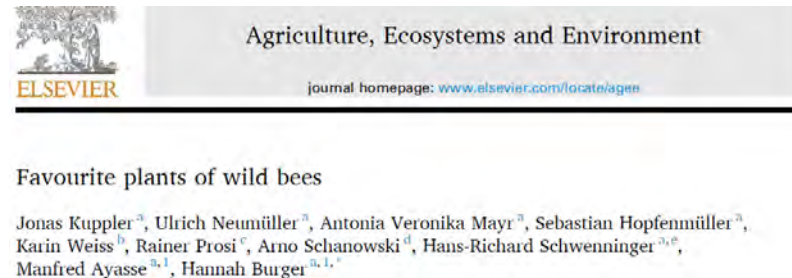 Agriculture, Ecosystems and Environment
ELSEVIER
journal homepage: www.elsevier.com/locate/agee
Favourite plants of wild bees
Jonas Kuppler a, Ulrich Neumüller a, Antonia Veronika Mayr a, Sebastian Hopfenmüller a,
Karin Weiss b, Rainer Prosi c, Arno Schanowski d, Hans-Richard Schwenninger a,e,
Manfred Ayasse a,1, Hannah Burger a,1,*